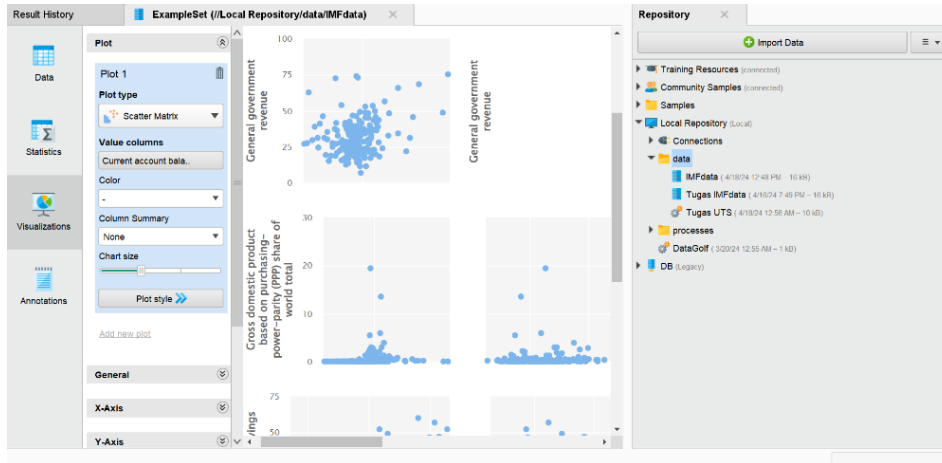 Result History
ExampleSet (//Local Repository/data/IMFdata)
Repository
Data
Statistics
Visualizations
Annotations
Plot
Plot 1
Plot type
Scatter Matrix
Value columns
Current account bala..
Color
-
Column Summary
None
Chart size
Plot style
Add new plot
General
X-Axis
Y-Axis
General government
revenue
100
75
50
25
0
General government
revenue
Gross domestic product
based on purchasing-
power-parity (PPP) share of
world total
30
20
10
0
75
50
Import Data
Training Resources (connected)
Community Samples (connected)
Samples
Local Repository (Local)
Connections
data
IMFdata (4/18/24 12:48 PM – 16 kB)
Tugas IMFdata (4/16/24 7:49 PM – 16 kB)
Tugas UTS (4/18/24 12:58 AM – 10 kB)
processes
DataGolf (3/20/24 12:55 AM – 1 kB)
DB (Legacy)